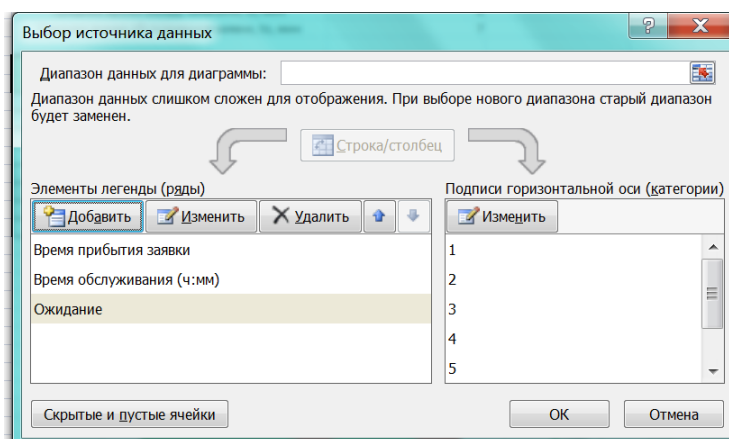 Выбор источника данных
Диапазон данных для диаграммы:
Диапазон данных слишком сложен для отображения. При выборе нового диапазона старый диапазон
будет заменен.
Строка/столбец
Элементы легенды (ряды)
Подписи горизонтальной оси (категории)
Добавить Изменить Удалить
Изменить
Время прибытия заявки
1
Время обслуживания (ч:мм)
2
Ожидание
3
4
5
Скрытые и пустые ячейки
ОК Отмена